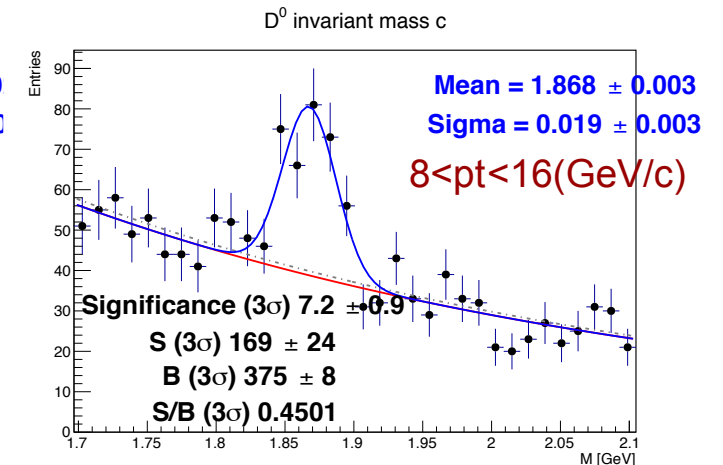 D⁰ invariant mass c
Entries
90
80
70
60
50
40
30
20
10
0
Mean = 1.868 ± 0.003
Sigma = 0.019 ± 0.003
8<pt<16(GeV/c)
Significance (3σ) 7.2 ± 0.9
S (3σ) 169 ± 24
B (3σ) 375 ± 8
S/B (3σ) 0.4501
1.7 1.75 1.8 1.85 1.9 1.95 2 2.05 2.1
M [GeV]